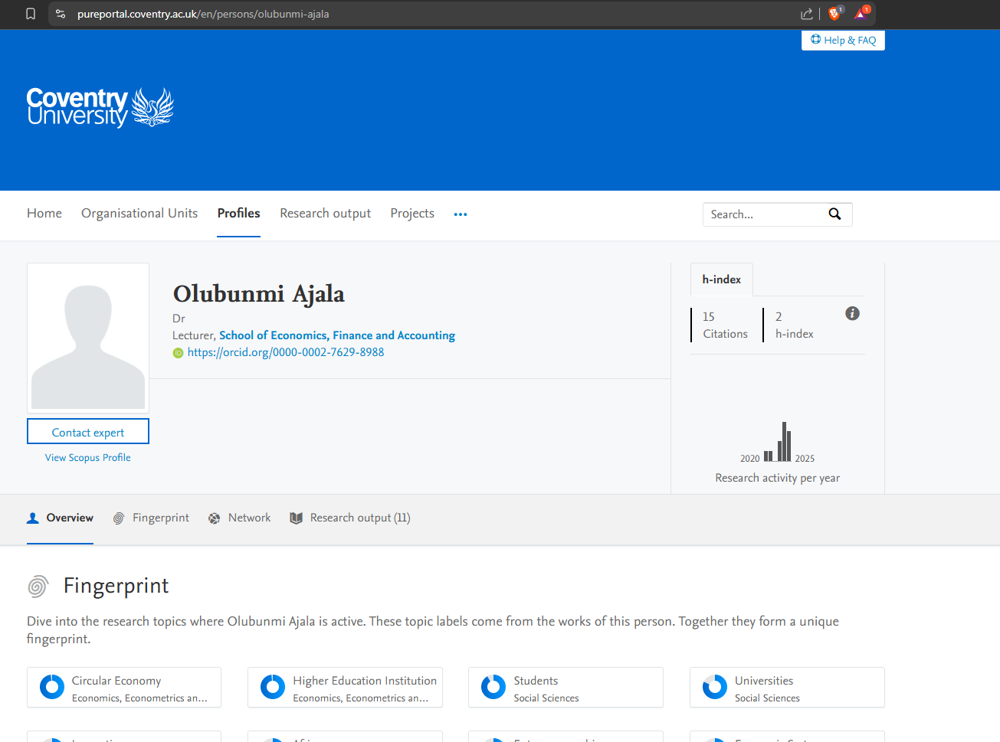 pureportal.coventry.ac.uk/en/persons/olubunmi-ajala
1
1
Help & FAQ
Coventry
University
Home
Organisational Units
Profiles
Research output
Projects
Search...
Olubunmi Ajala
Dr
Lecturer, School of Economics, Finance and Accounting
iD https://orcid.org/0000-0002-7629-8988
h-index
15
Citations
2
h-index
i
Contact expert
View Scopus Profile
2020
2025
Research activity per year
Overview
Fingerprint
Network
Research output (11)
Fingerprint
Dive into the research topics where Olubunmi Ajala is active. These topic labels come from the works of this person. Together they form a unique
fingerprint.
Circular Economy
Economics, Econometrics an...
Higher Education Institution
Economics, Econometrics an...
Students
Social Sciences
Universities
Social Sciences